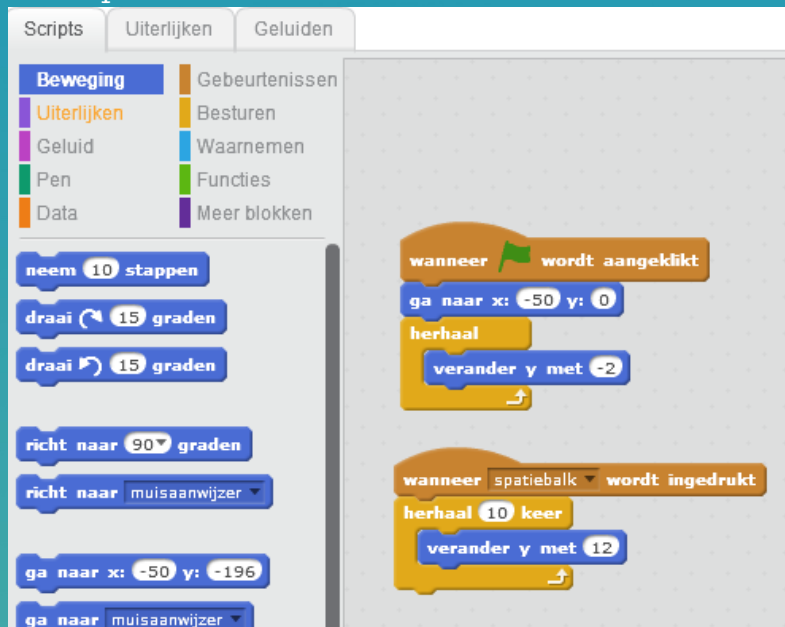 Scripts Uiterlijken Geluiden
Beweging Gebeurtenissen
Uiterlijken Besturen
Geluid Waarnemen
Pen Functies
Data Meer blokken
neem 10 stappen
draai 15 graden
draai 15 graden
richt naar 90 graden
richt naar muisaanwijzer
ga naar x: -50 y: -196
ga naar muisaanwijzer
wanneer wordt aangeklikt
ga naar x: -50 y: 0
herhaal
verander y met -2
wanneer spatiebalk wordt ingedrukt
herhaal 10 keer
verander y met 12